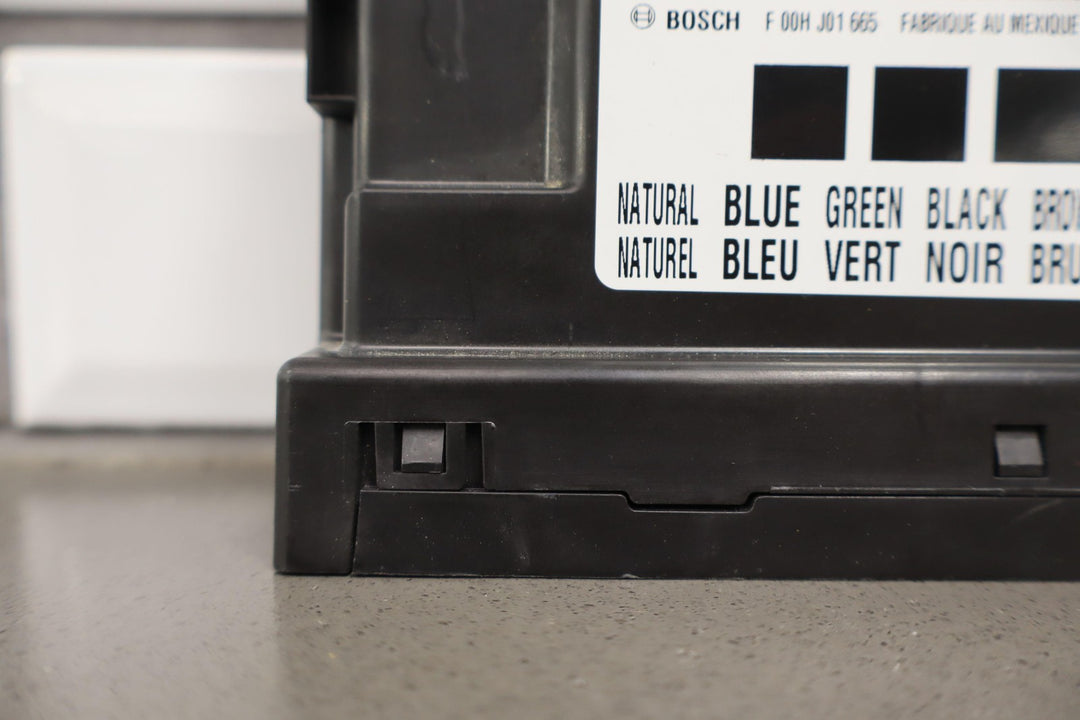 BOSCH F 00H J01 665 FABRIQUE AU MEXIQUE
NATURAL BLUE GREEN BLACK
NATUREL BLEU VERT NOIR